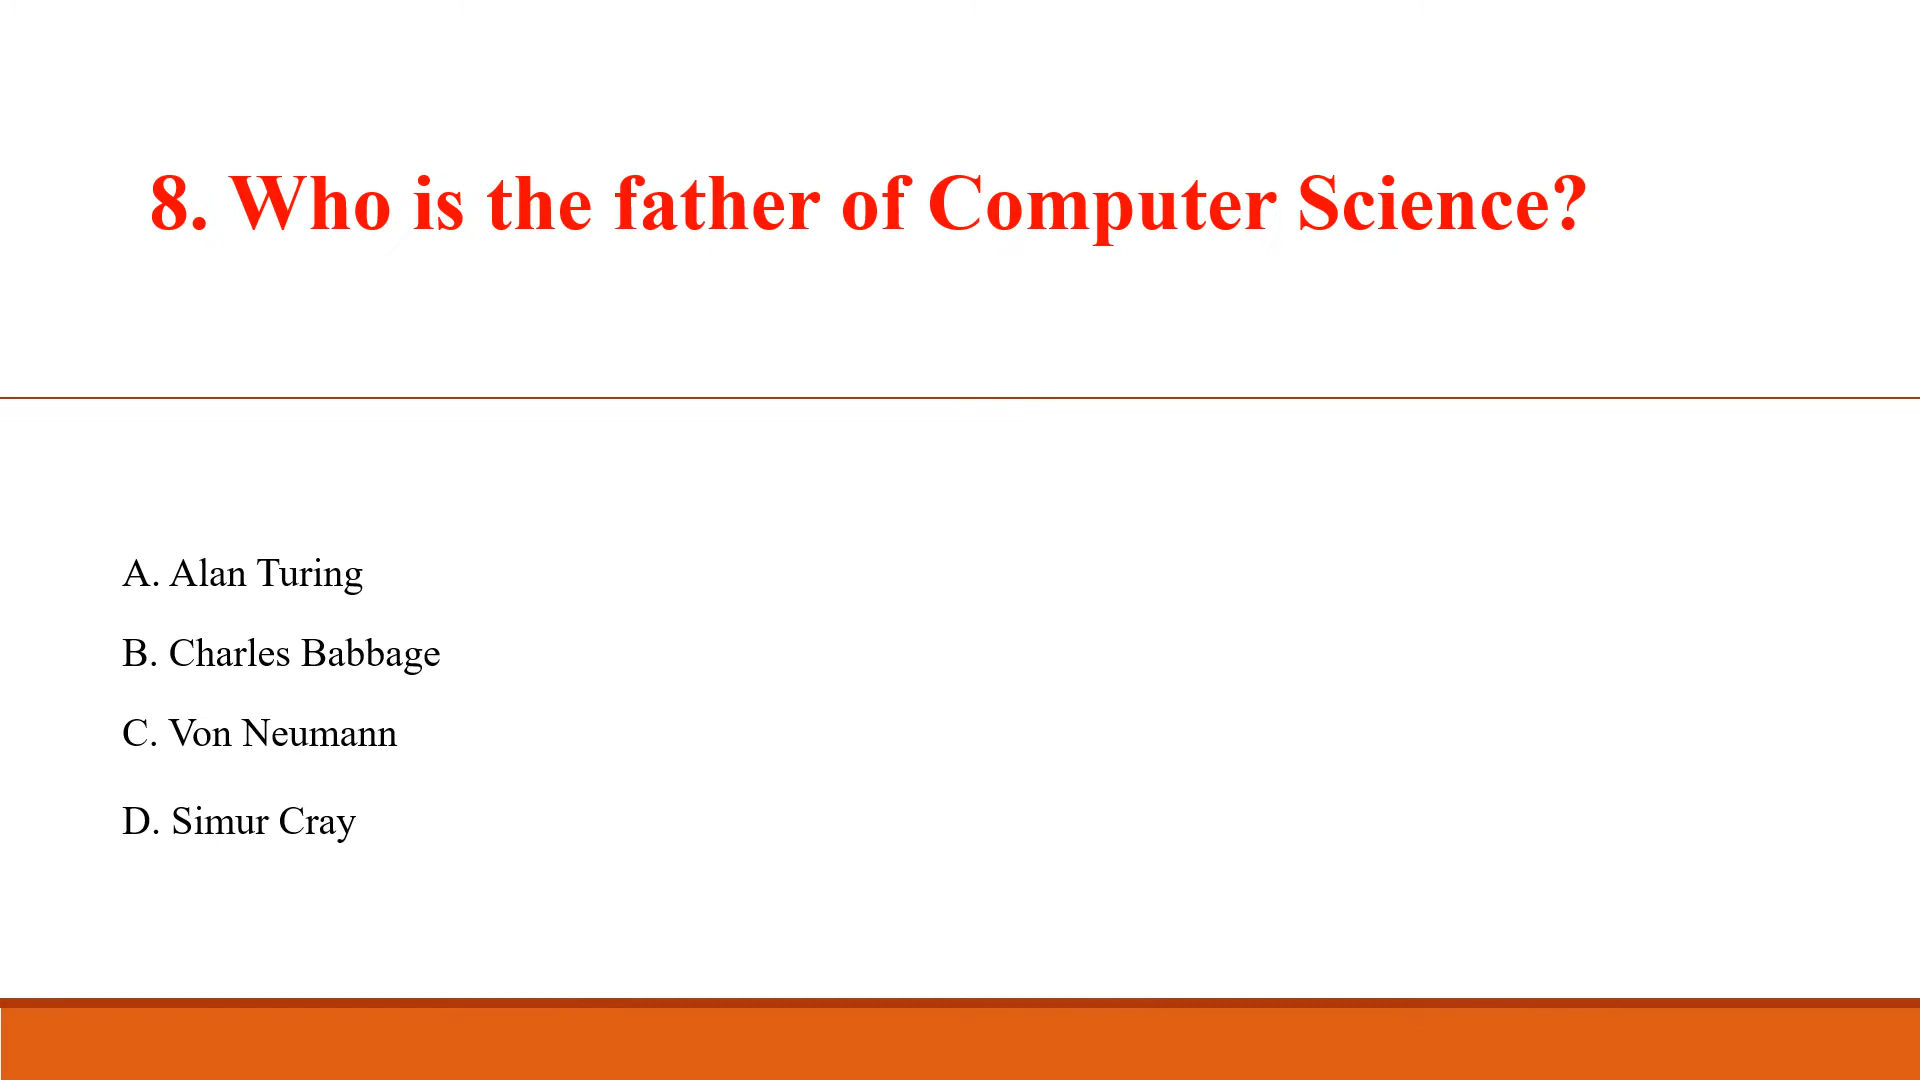 8. Who is the father of Computer Science?
A. Alan Turing
B. Charles Babbage
C. Von Neumann
D. Simur Cray